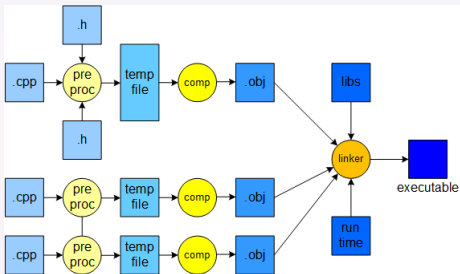 .h
.cpp
pre
proc
temp
file
comp
.obj
libs
.h
linker
executable
.cpp
pre
proc
temp
file
comp
.obj
run
time
.cpp
pre
proc
temp
file
comp
.obj